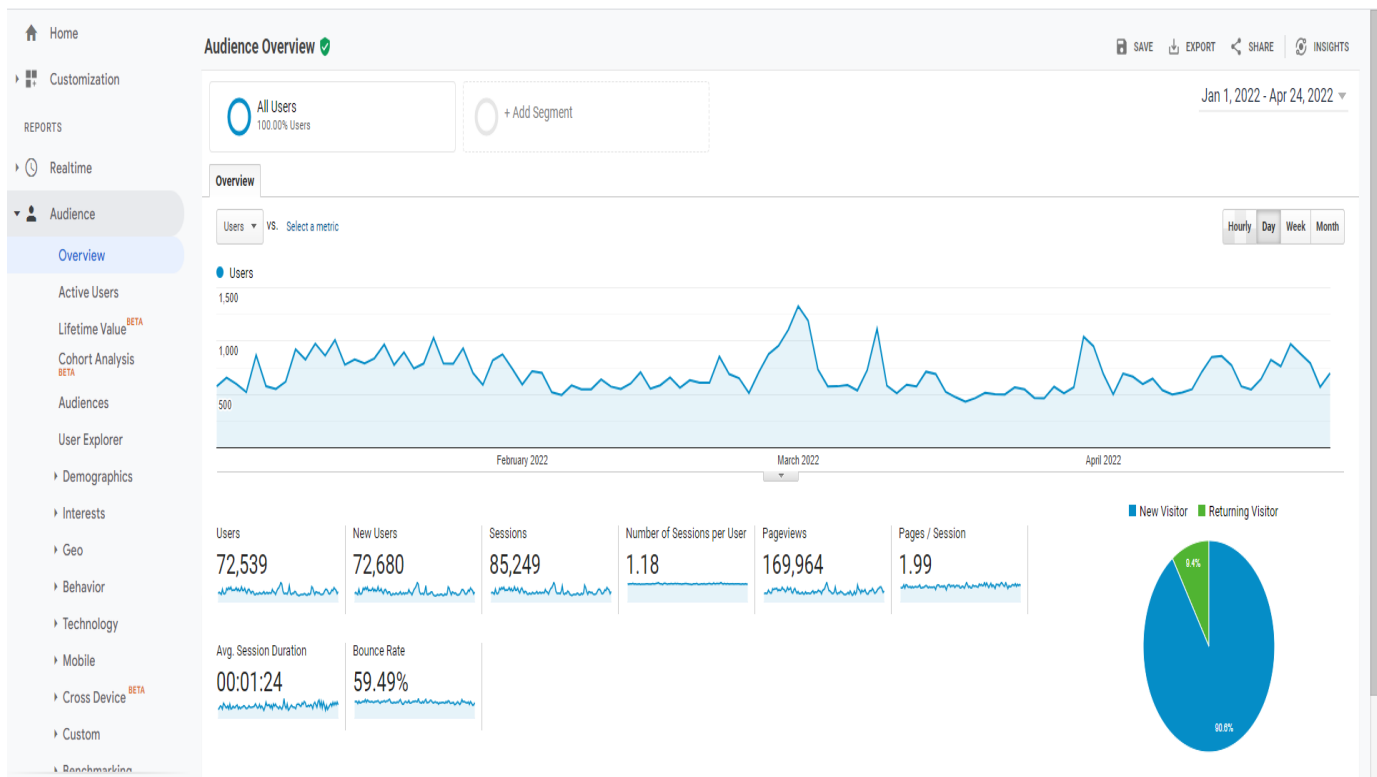 Home
Customization
REPORTS
Realtime
Audience
Overview
Active Users
Lifetime Value BETA
Cohort Analysis
BETA
Audiences
User Explorer
Demographics
Interests
Geo
Behavior
Technology
Mobile
Cross Device BETA
Custom
Benchmarking
Audience Overview
SAVE EXPORT SHARE INSIGHTS
All Users
100.00% Users
+ Add Segment
Jan 1, 2022 - Apr 24, 2022
Overview
Users VS. Select a metric
Hourly Day Week Month
Users
1,500
1,000
500
February 2022 March 2022 April 2022
Users
72,539
New Users
72,680
Sessions
85,249
Number of Sessions per User
1.18
Pageviews
169,964
Pages / Session
1.99
Avg. Session Duration
00:01:24
Bounce Rate
59.49%
New Visitor Returning Visitor
9.4%
90.6%